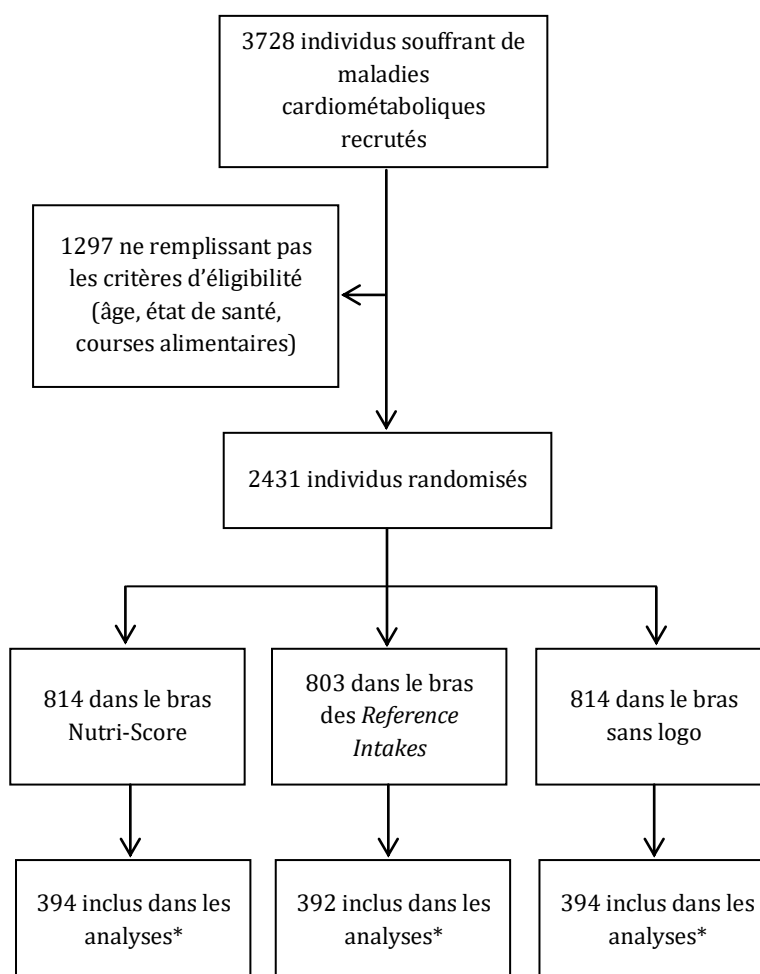 3728 individus souffrant de
maladies
cardiométaboliques
recrutés
1297 ne remplissant pas
les critères d’éligibilité
(âge, état de santé,
courses alimentaires)
2431 individus randomisés
814 dans le bras
Nutri-Score
803 dans le bras
des Reference
Intakes
814 dans le bras
sans logo
394 inclus dans les
analyses*
392 inclus dans les
analyses*
394 inclus dans les
analyses*